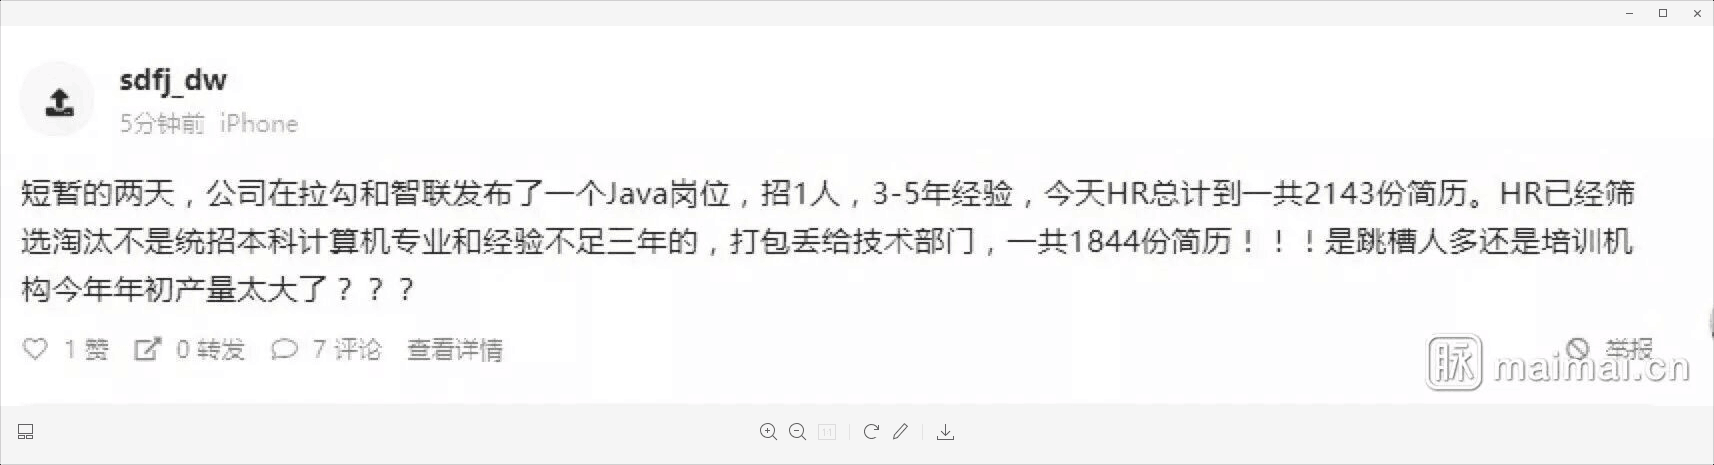 sdfj_dw
5分钟前 iPhone
短暂的两天，公司在拉勾和智联发布了一个Java岗位，招1人，3-5年经验，今天HR总计到一共2143份简历。HR已经筛
选淘汰不是统招本科计算机专业和经验不足三年的，打包丢给技术部门，一共1844份简历！！！是跳槽人多还是培训机
构今年年初产量太大了？？？
1 赞 0 转发 7 评论 查看详情 举报
脉 maimai.cn
1:1